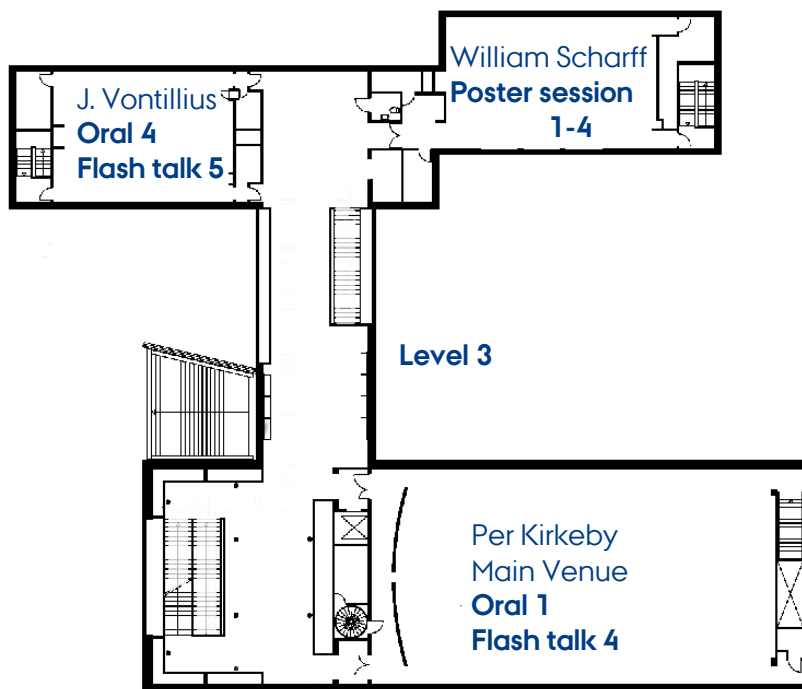 William Scharff
Poster session
1-4
J. Vontillius
Oral 4
Flash talk 5
Level 3
Per Kirkeby
Main Venue
Oral 1
Flash talk 4